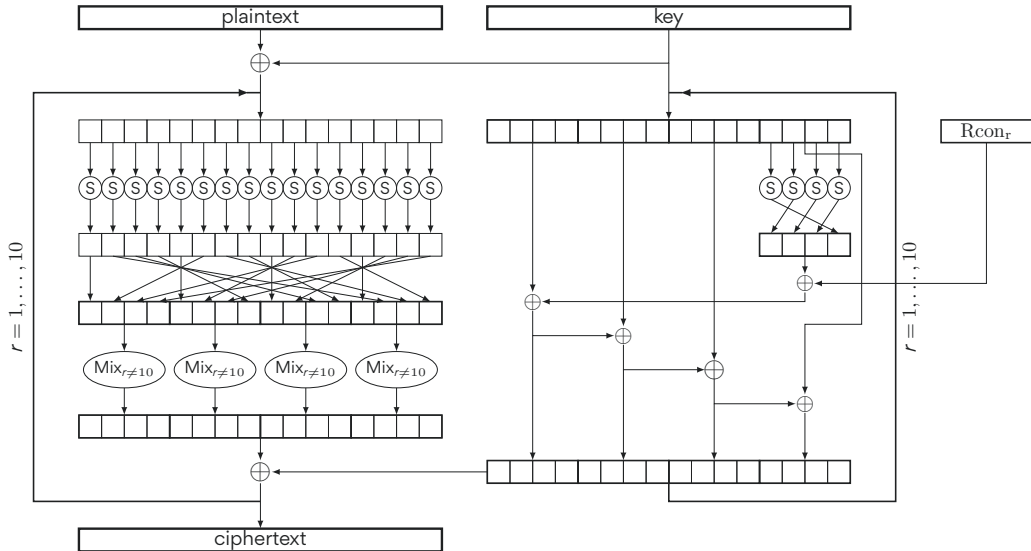 plaintext
key
Rcon_r
S S S S S S S S S S S S S S S S
S S S S
r = 1, . . . , 10
r = 1, . . . , 10
Mix_{r≠10} Mix_{r≠10} Mix_{r≠10} Mix_{r≠10}
ciphertext